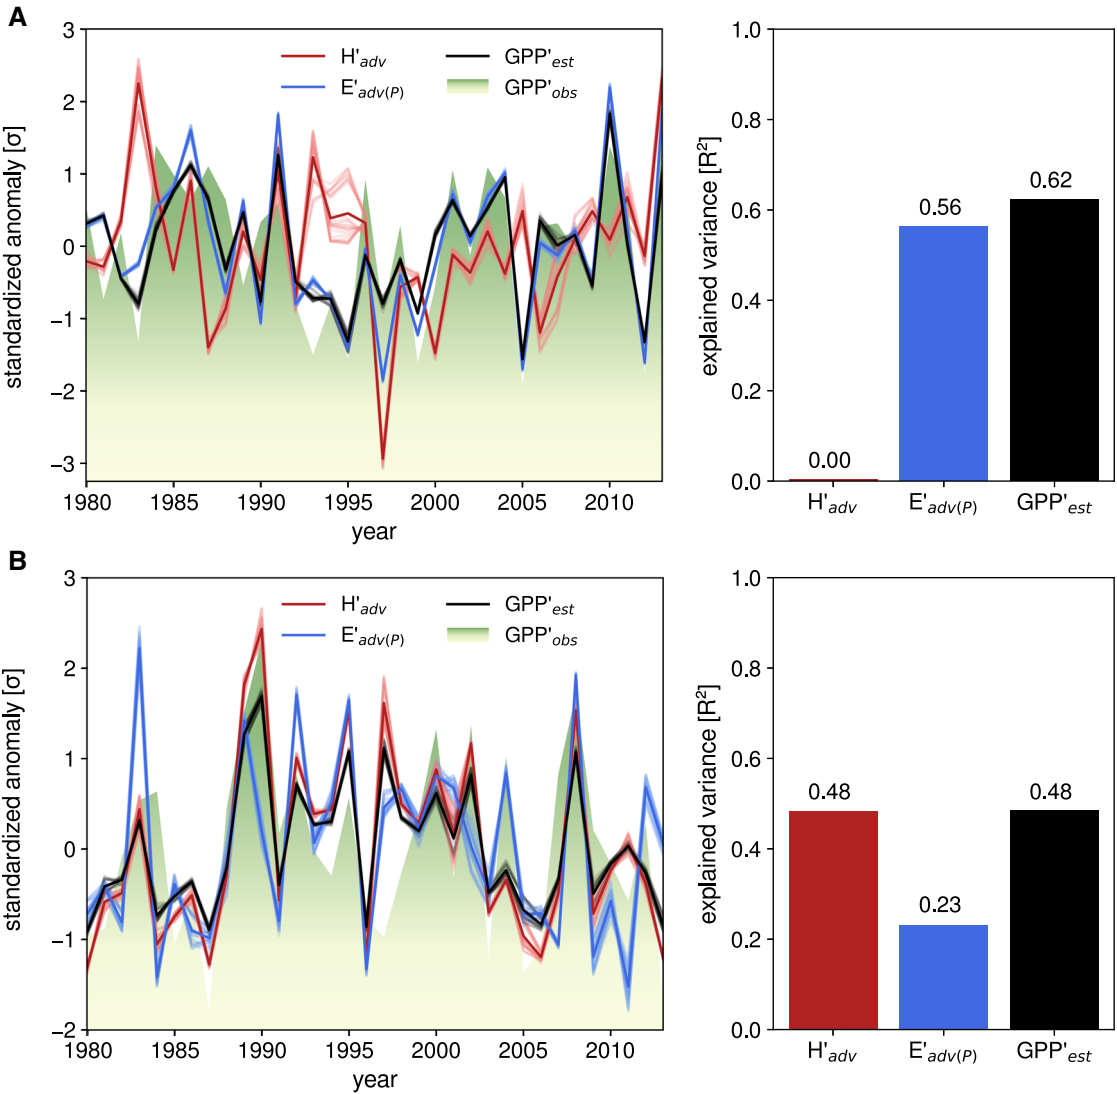 A
standardized anomaly [σ]
3
2
1
0
−1
−2
−3
H'adv
E'adv(P)
GPP'est
GPP'obs
1980 1985 1990 1995 2000 2005 2010
year
explained variance [R²]
1.0
0.8
0.6
0.4
0.2
0.0
0.00
0.56
0.62
H'adv E'adv(P) GPP'est
B
standardized anomaly [σ]
3
2
1
0
−1
−2
H'adv
E'adv(P)
GPP'est
GPP'obs
1980 1985 1990 1995 2000 2005 2010
year
explained variance [R²]
1.0
0.8
0.6
0.4
0.2
0.0
0.48
0.23
0.48
H'adv E'adv(P) GPP'est